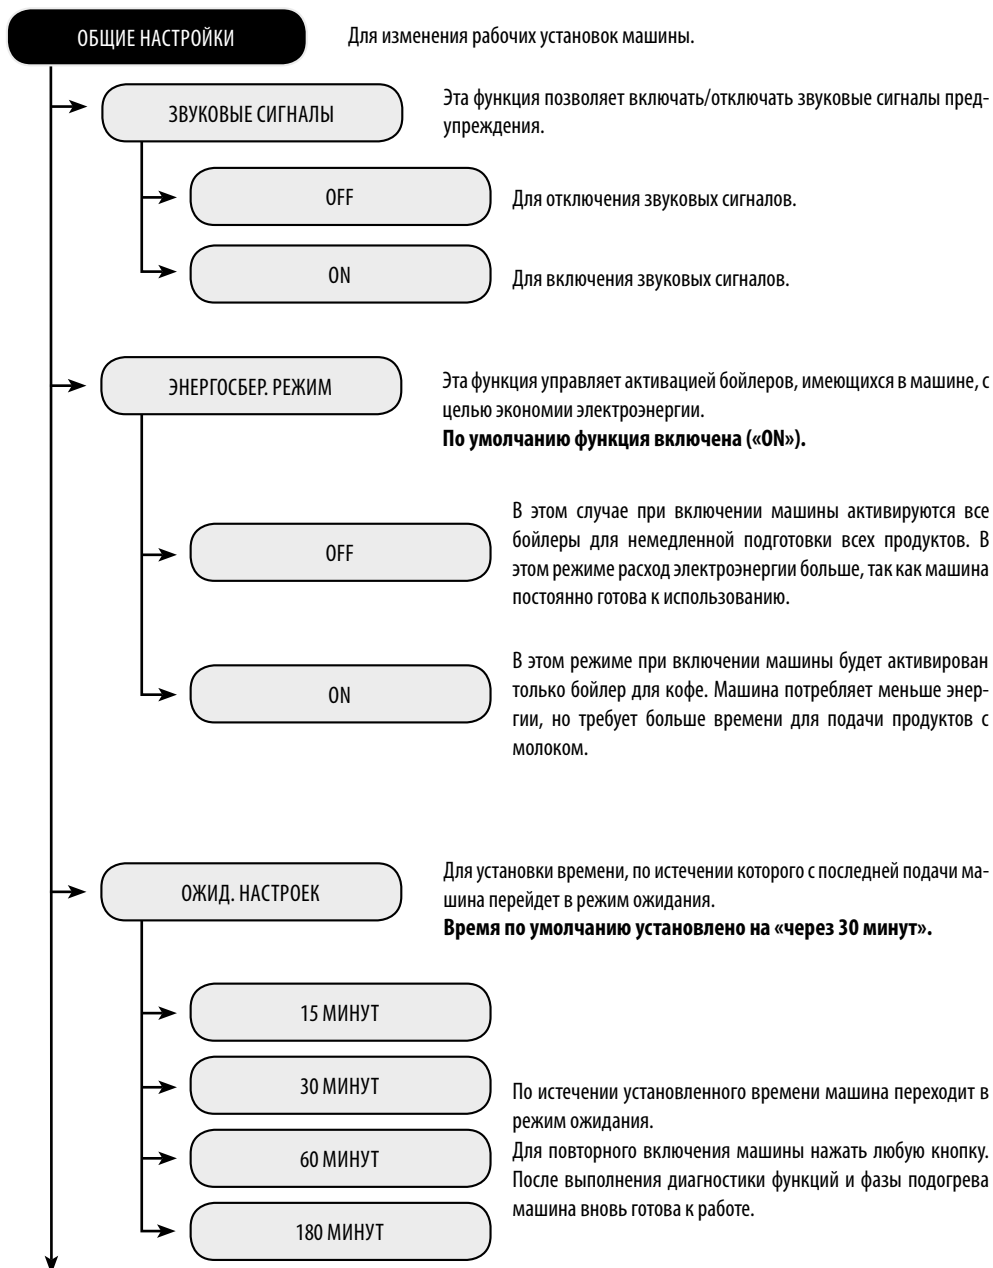 ОБЩИЕ НАСТРОЙКИ
Для изменения рабочих установок машины.
ЗВУКОВЫЕ СИГНАЛЫ
Эта функция позволяет включать/отключать звуковые сигналы пред-
упреждения.
OFF
Для отключения звуковых сигналов.
ON
Для включения звуковых сигналов.
ЭНЕРГОСБЕР. РЕЖИМ
Эта функция управляет активацией бойлеров, имеющихся в машине, с
целью экономии электроэнергии.
По умолчанию функция включена («ON»).
OFF
В этом случае при включении машины активируются все
бойлеры для немедленной подготовки всех продуктов. В
этом режиме расход электроэнергии больше, так как машина
постоянно готова к использованию.
ON
В этом режиме при включении машины будет активирован
только бойлер для кофе. Машина потребляет меньше энер-
гии, но требует больше времени для подачи продуктов с
молоком.
ОЖИД. НАСТРОЕК
Для установки времени, по истечении которого с последней подачи ма-
шина перейдет в режим ожидания.
Время по умолчанию установлено на «через 30 минут».
15 МИНУТ
30 МИНУТ
60 МИНУТ
180 МИНУТ
По истечении установленного времени машина переходит в
режим ожидания.
Для повторного включения машины нажать любую кнопку.
После выполнения диагностики функций и фазы подогрева
машина вновь готова к работе.